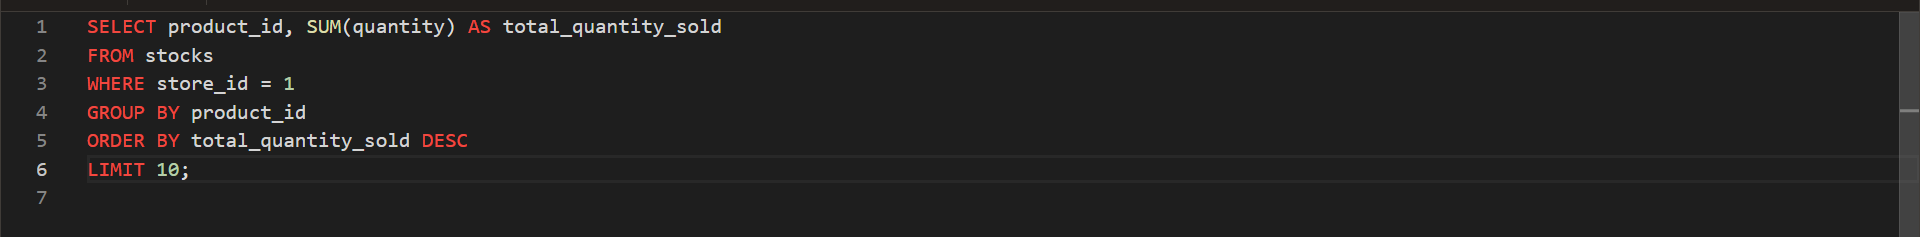 1 SELECT product_id, SUM(quantity) AS total_quantity_sold
2 FROM stocks
3 WHERE store_id = 1
4 GROUP BY product_id
5 ORDER BY total_quantity_sold DESC
6 LIMIT 10;
7